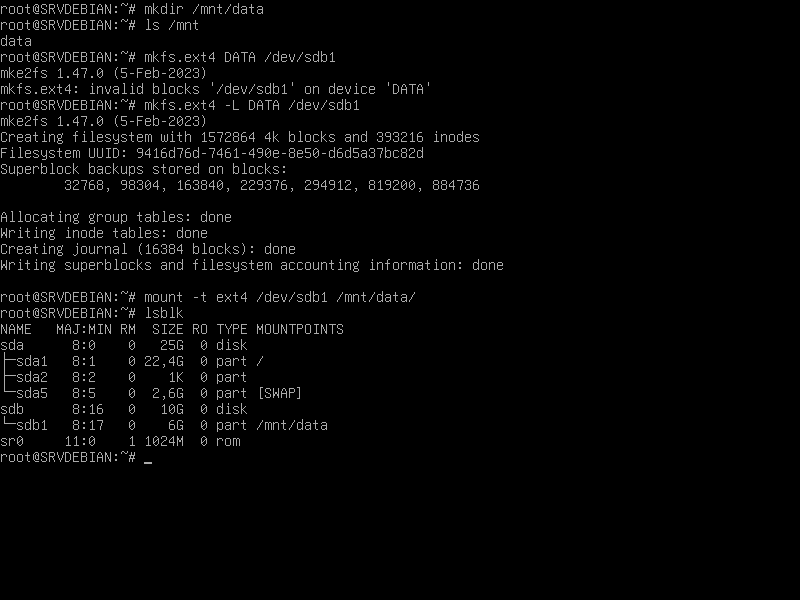 root@SRVDEBIAN:~# mkdir /mnt/data
root@SRVDEBIAN:~# ls /mnt
data
root@SRVDEBIAN:~# mkfs.ext4 DATA /dev/sdb1
mke2fs 1.47.0 (5-Feb-2023)
mkfs.ext4: invalid blocks '/dev/sdb1' on device 'DATA'
root@SRVDEBIAN:~# mkfs.ext4 -L DATA /dev/sdb1
mke2fs 1.47.0 (5-Feb-2023)
Creating filesystem with 1572864 4k blocks and 393216 inodes
Filesystem UUID: 9416d76d-7461-490e-8e50-d6d5a37bc82d
Superblock backups stored on blocks:
        32768, 98304, 163840, 229376, 294912, 819200, 884736

Allocating group tables: done
Writing inode tables: done
Creating journal (16384 blocks): done
Writing superblocks and filesystem accounting information: done

root@SRVDEBIAN:~# mount -t ext4 /dev/sdb1 /mnt/data/
root@SRVDEBIAN:~# lsblk
NAME   MAJ:MIN RM  SIZE RO TYPE MOUNTPOINTS
sda      8:0    0   25G  0 disk
├─sda1   8:1    0 22,4G  0 part /
├─sda2   8:2    0    1K  0 part
└─sda5   8:5    0  2,6G  0 part [SWAP]
sdb      8:16   0   10G  0 disk
└─sdb1   8:17   0    6G  0 part /mnt/data
sr0     11:0    1 1024M  0 rom
root@SRVDEBIAN:~# _